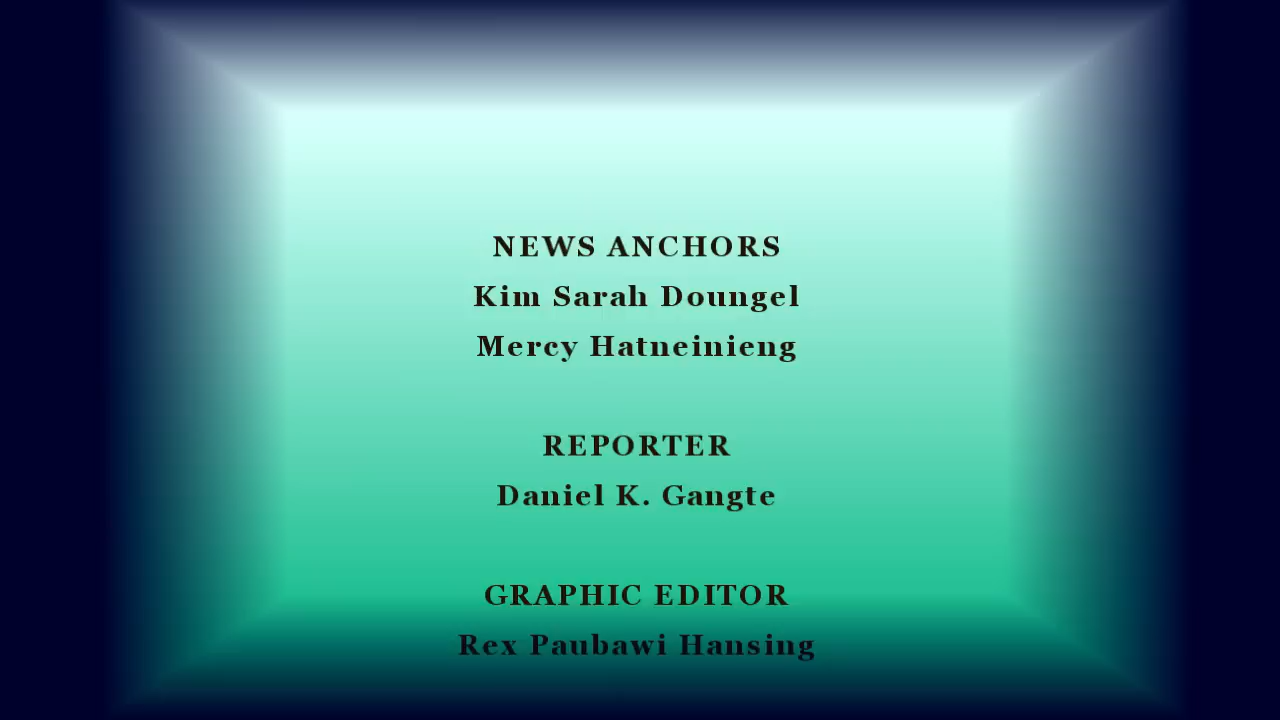 NEWS ANCHORS
Kim Sarah Doungel
Mercy Hatneinieng
REPORTER
Daniel K. Gangte
GRAPHIC EDITOR
Rex Paubawi Hansing